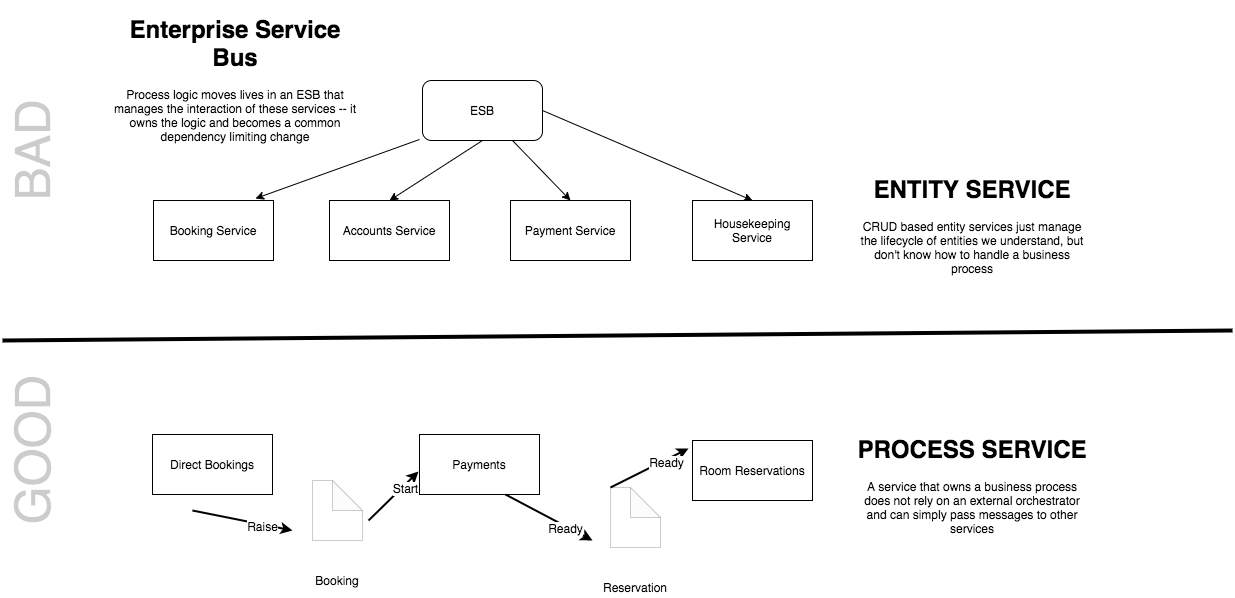 BAD
Enterprise Service
Bus
Process logic moves lives in an ESB that
manages the interaction of these services -- it
owns the logic and becomes a common
dependency limiting change
ESB
Booking Service
Accounts Service
Payment Service
Housekeeping
Service
ENTITY SERVICE
CRUD based entity services just manage
the lifecycle of entities we understand, but
don't know how to handle a business
process
GOOD
Direct Bookings
Raise
Booking
Start
Payments
Ready
Reservation
Ready
Room Reservations
PROCESS SERVICE
A service that owns a business process
does not rely on an external orchestrator
and can simply pass messages to other
services